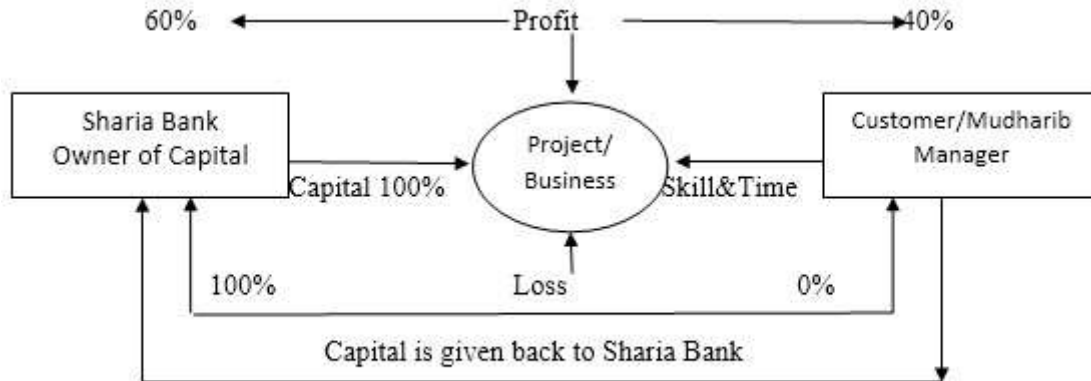 60% Profit 40%
Sharia Bank
Owner of Capital
Project/
Business
Customer/Mudharib
Manager
Capital 100%
Skill&Time
100% Loss 0%
Capital is given back to Sharia Bank